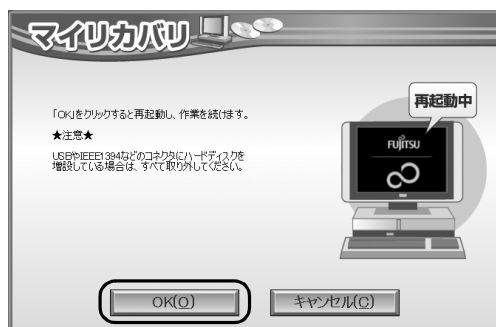 マイリカバリ
「OK」をクリックすると再起動し、作業を続けます。
★注意★
USBやIEEE1394などのコネクタにハードディスクを
増設している場合は、すべて取り外してください。
再起動中
FUJITSU
OK(O)
キャンセル(C)